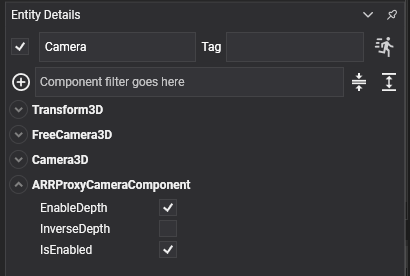 Entity Details
Camera Tag
Component filter goes here
Transform3D
FreeCamera3D
Camera3D
ARRProxyCameraComponent
EnableDepth
InverseDepth
IsEnabled